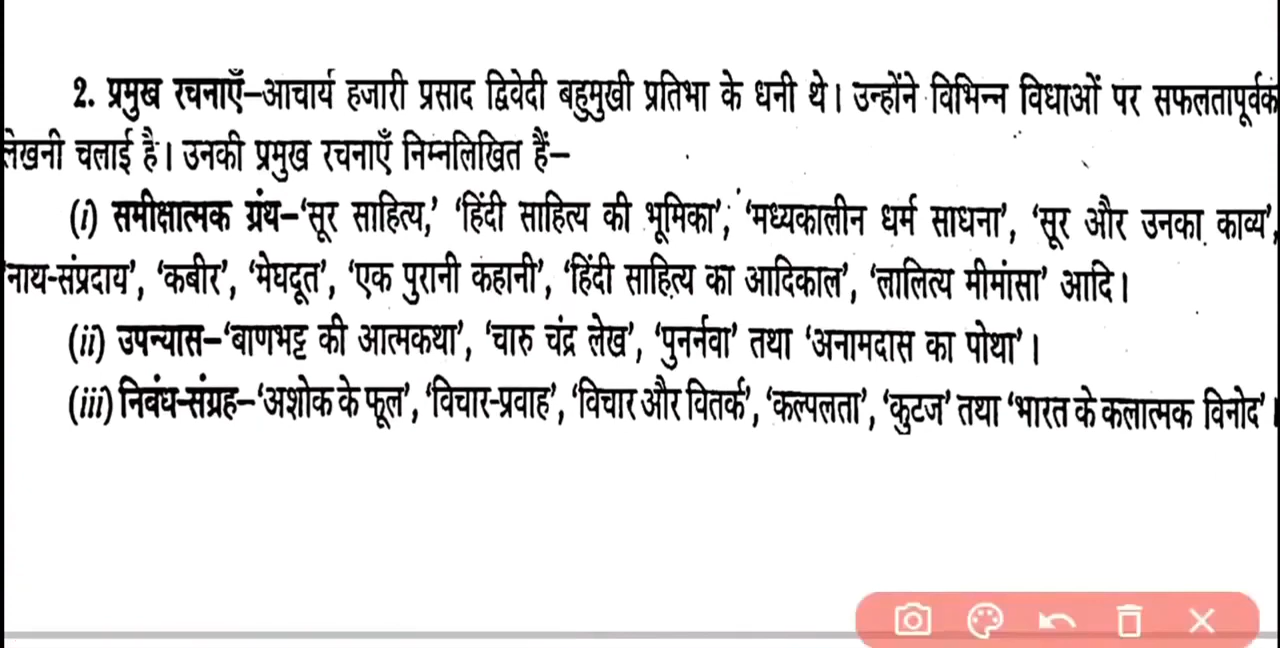 2. प्रमुख रचनाएँ–आचार्य हजारी प्रसाद द्विवेदी बहुमुखी प्रतिभा के धनी थे। उन्होंने विभिन्न विधाओं पर सफलतापूर्वक
लेखनी चलाई है। उनकी प्रमुख रचनाएँ निम्नलिखित हैं–
(i) समीक्षात्मक ग्रंथ–‘सूर साहित्य,’ ‘हिंदी साहित्य की भूमिका’, ‘मध्यकालीन धर्म साधना’, ‘सूर और उनका काव्य’,
‘नाथ-संप्रदाय’, ‘कबीर’, ‘मेघदूत’, ‘एक पुरानी कहानी’, ‘हिंदी साहित्य का आदिकाल’, ‘लालित्य मीमांसा’ आदि।
(ii) उपन्यास–‘बाणभट्ट की आत्मकथा’, ‘चारु चंद्र लेख’, ‘पुनर्नवा’ तथा ‘अनामदास का पोथा’।
(iii) निबंध-संग्रह–‘अशोक के फूल’, ‘विचार-प्रवाह’, ‘विचार और वितर्क’, ‘कल्पलता’, ‘कुटज’ तथा ‘भारत के कलात्मक विनोद’।